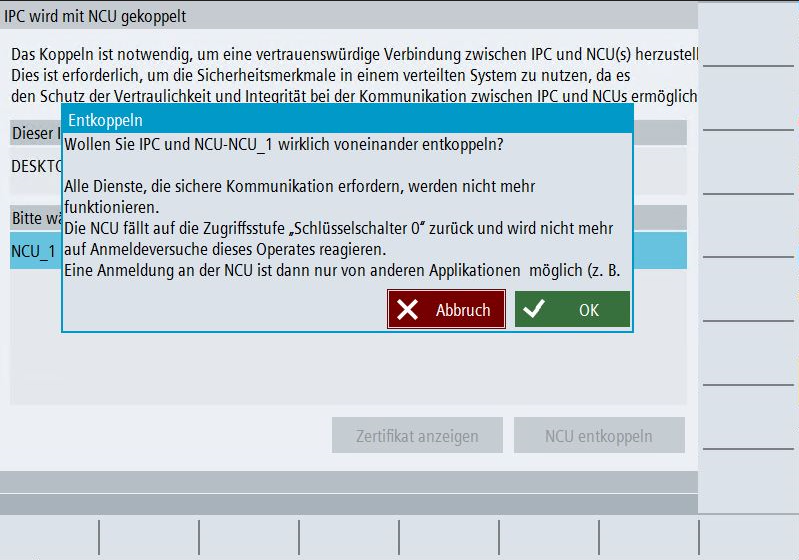 IPC wird mit NCU gekoppelt
Das Koppeln ist notwendig, um eine vertrauenswürdige Verbindung zwischen IPC und NCU(s) herzustell
Dies ist erforderlich, um die Sicherheitsmerkmale in einem verteilten System zu nutzen, da es
den Schutz der Vertraulichkeit und Integrität bei der Kommunikation zwischen IPC und NCUs ermöglich
Entkoppeln
Dieser I
Wollen Sie IPC und NCU-NCU_1 wirklich voneinander entkoppeln?
DESKTO
Alle Dienste, die sichere Kommunikation erfordern, werden nicht mehr
funktionieren.
Bitte wä
Die NCU fällt auf die Zugriffsstufe „Schlüsselschalter 0“ zurück und wird nicht mehr
NCU_1
auf Anmeldeversuche dieses Operates reagieren.
Eine Anmeldung an der NCU ist dann nur von anderen Applikationen  möglich (z. B.
Abbruch
OK
Zertifikat anzeigen
NCU entkoppeln